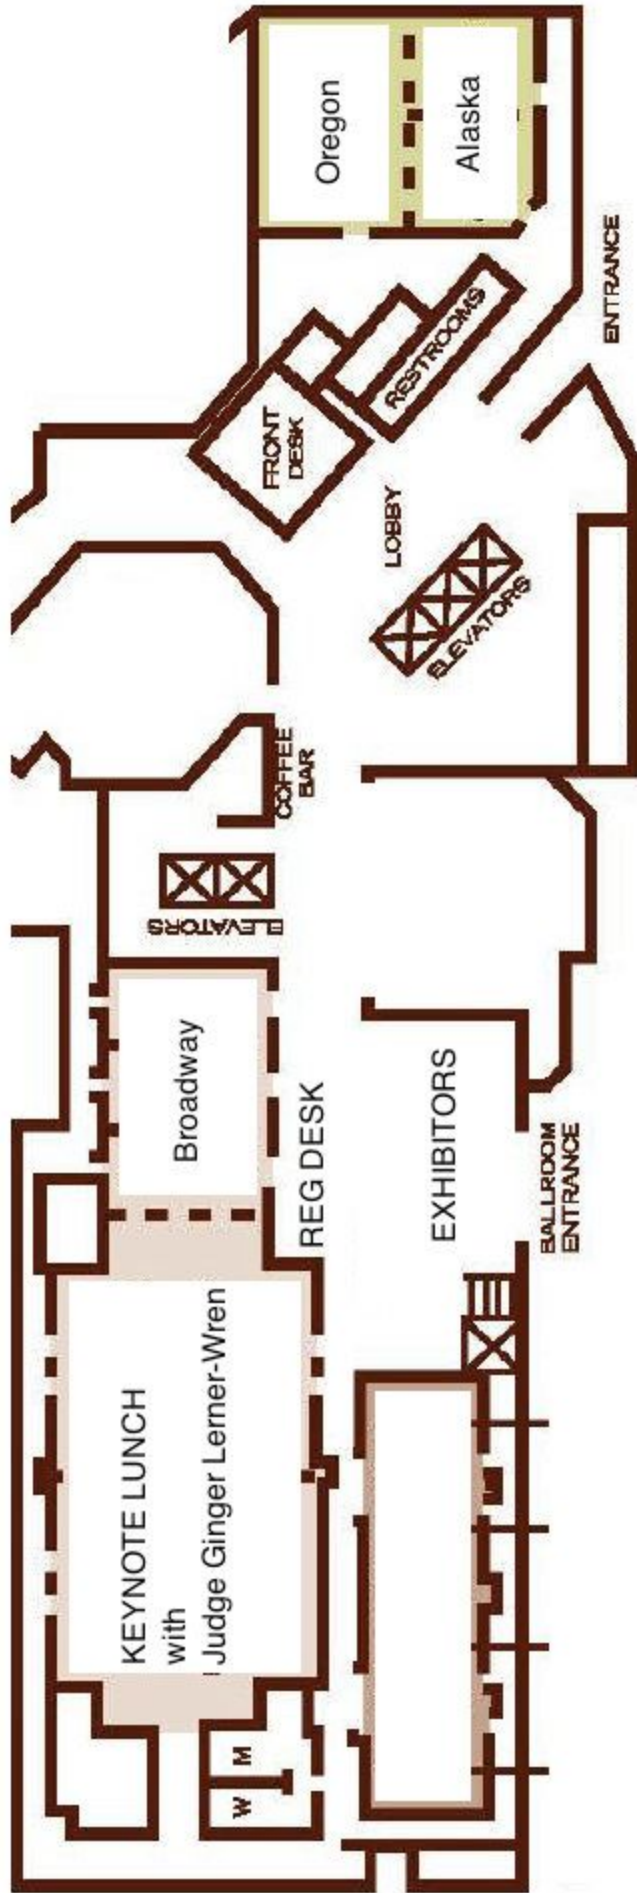 KEYNOTE LUNCH
with
Judge Ginger Lerner-Wren
W
M
Broadway
REG DESK
EXHIBITORS
BALLROOM
ENTRANCE
ELEVATORS
COFFEE
BAR
ELEVATORS
LOBBY
FRONT
DESK
RESTROOMS
Oregon
Alaska
ENTRANCE